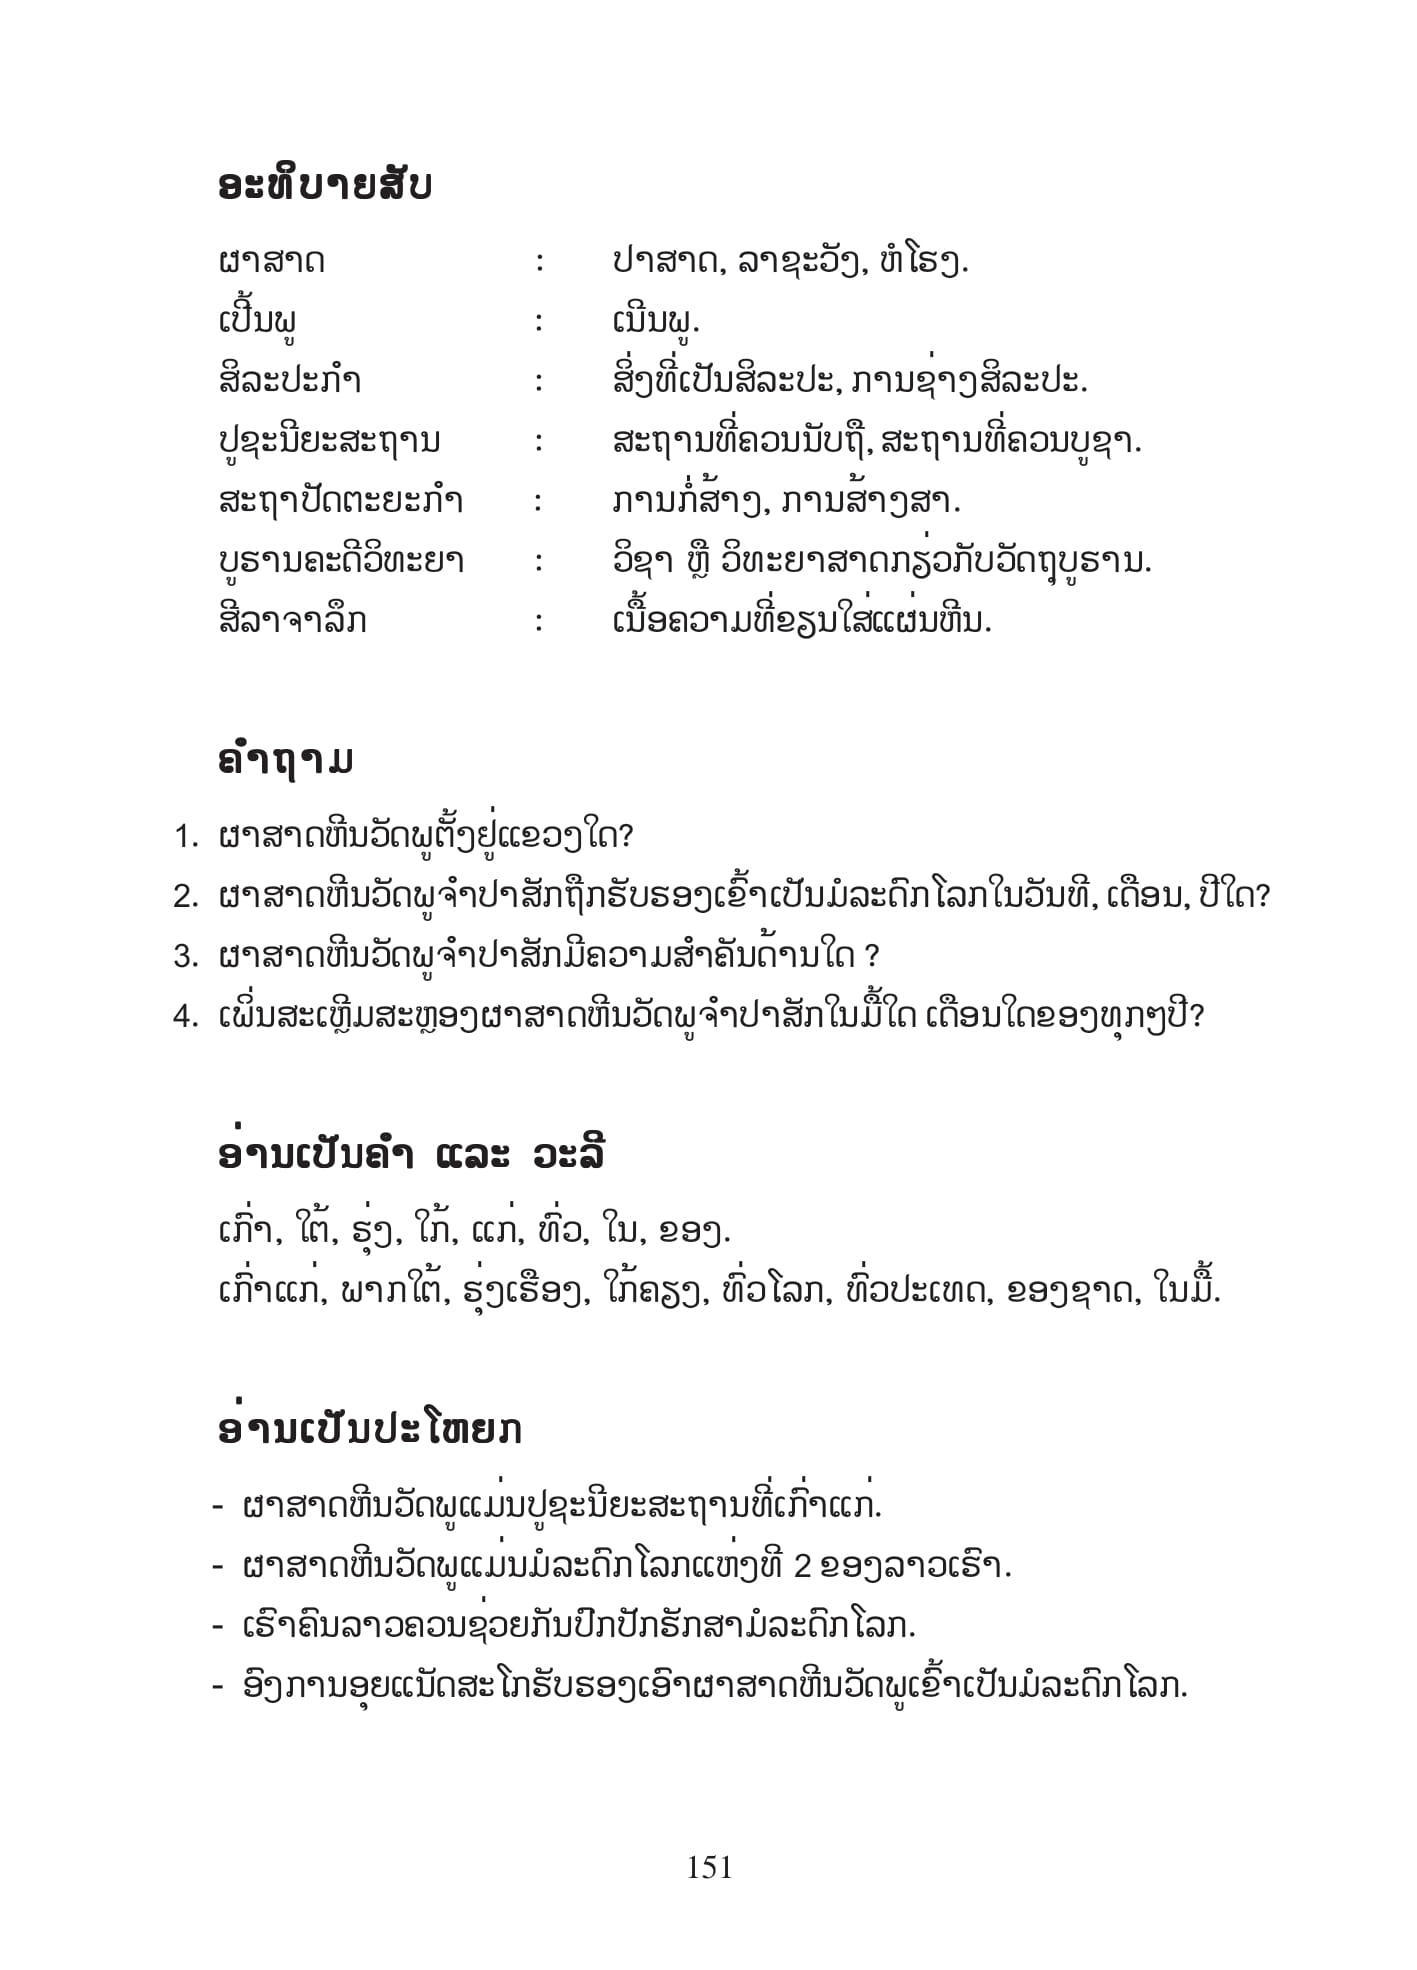 ອະທິບາຍສັບ
ຜາສາດ : ປາສາດ, ລາຊະວັງ, ຫໍໂຮງ.
ເປີ້ນພູ : ເນີນພູ.
ສິລະປະກຳ : ສິ່ງທີ່ເປັນສິລະປະ, ການຊ່າງສິລະປະ.
ປູຊະນີຍະສະຖານ : ສະຖານທີ່ຄວນນັບຖື, ສະຖານທີ່ຄວນບູຊາ.
ສະຖາປັດຕະຍະກຳ : ການກໍ່ສ້າງ, ການສ້າງສາ.
ບູຮານຄະດີວິທະຍາ : ວິຊາ ຫຼື ວິທະຍາສາດກຽ່ວກັບວັດຖຸບູຮານ.
ສີລາຈາລຶກ : ເນື້ອຄວາມທີ່ຂຽນໃສ່ແຜ່ນຫີນ.
ຄຳຖາມ
1. ຜາສາດຫີນວັດພູຕັ້ງຢູ່ແຂວງໃດ?
2. ຜາສາດຫີນວັດພູຈຳປາສັກຖືກຮັບຮອງເຂົ້າເປັນມໍລະດົກໂລກໃນວັນທີ, ເດືອນ, ປີໃດ?
3. ຜາສາດຫີນວັດພູຈຳປາສັກມີຄວາມສຳຄັນດ້ານໃດ ?
4. ເພິ່ນສະເຫຼີມສະຫຼອງຜາສາດຫີນວັດພູຈຳປາສັກໃນມື້ໃດ ເດືອນໃດຂອງທຸກໆປີ?
ອ່ານເປັນຄຳ ແລະ ວະລີ
ເກົ່າ, ໃຕ້, ຮຸ່ງ, ໃກ້, ແກ່, ທົ່ວ, ໃນ, ຂອງ.
ເກົ່າແກ່, ພາກໃຕ້, ຮຸ່ງເຮືອງ, ໃກ້ຄຽງ, ທົ່ວໂລກ, ທົ່ວປະເທດ, ຂອງຊາດ, ໃນມື້.
ອ່ານເປັນປະໂຫຍກ
- ຜາສາດຫີນວັດພູແມ່ນປູຊະນີຍະສະຖານທີ່ເກົ່າແກ່.
- ຜາສາດຫີນວັດພູແມ່ນມໍລະດົກໂລກແຫ່ງທີ 2 ຂອງລາວເຮົາ.
- ເຮົາຄົນລາວຄວນຊ່ວຍກັນປົກປັກຮັກສາມໍລະດົກໂລກ.
- ອົງການອຸຍແນັດສະໂກຮັບຮອງເອົາຜາສາດຫີນວັດພູເຂົ້າເປັນມໍລະດົກໂລກ.
151